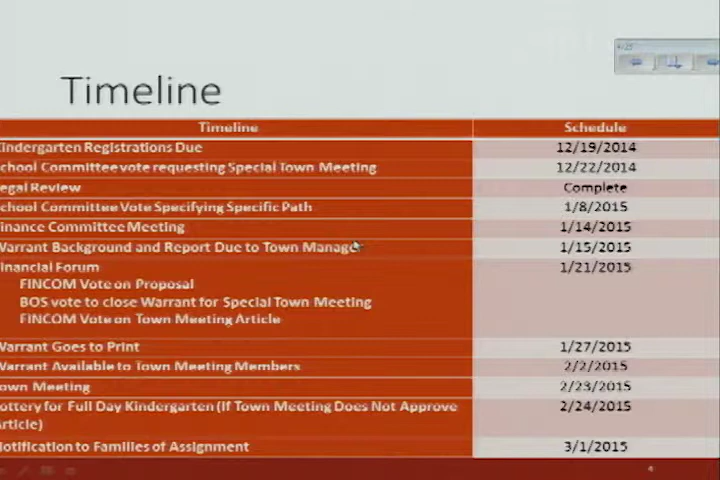 Timeline
Timeline Schedule
indergarten Registrations Due 12/19/2014
chool Committee vote requesting Special Town Meeting 12/22/2014
egal Review Complete
chool Committee Vote Specifying Specific Path 1/8/2015
inance Committee Meeting 1/14/2015
Warrant Background and Report Due to Town Manage 1/15/2015
inancial Forum 1/21/2015
FINCOM Vote on Proposal
BOS vote to close Warrant for Special Town Meeting
FINCOM Vote on Town Meeting Article
Warrant Goes to Print 1/27/2015
Warrant Available to Town Meeting Members 2/2/2015
own Meeting 2/23/2015
ottery for Full Day Kindergarten (If Town Meeting Does Not Approve 2/24/2015
rticle)
otification to Families of Assignment 3/1/2015